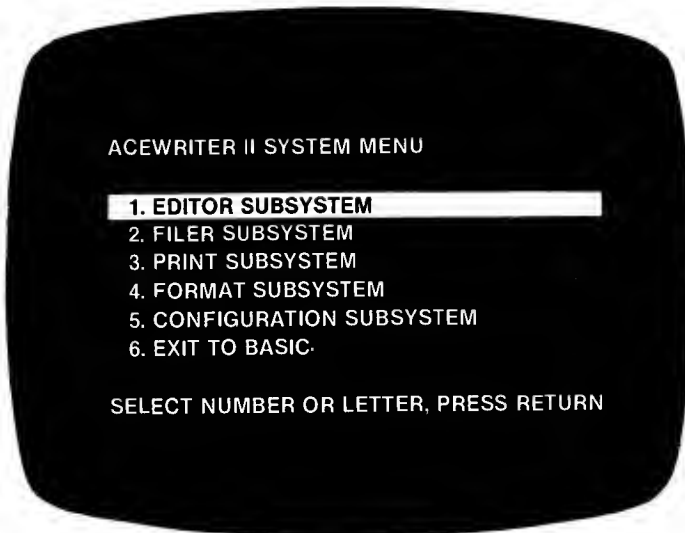 ACEWRITER II SYSTEM MENU
1. EDITOR SUBSYSTEM
2. FILER SUBSYSTEM
3. PRINT SUBSYSTEM
4. FORMAT SUBSYSTEM
5. CONFIGURATION SUBSYSTEM
6. EXIT TO BASIC
SELECT NUMBER OR LETTER, PRESS RETURN